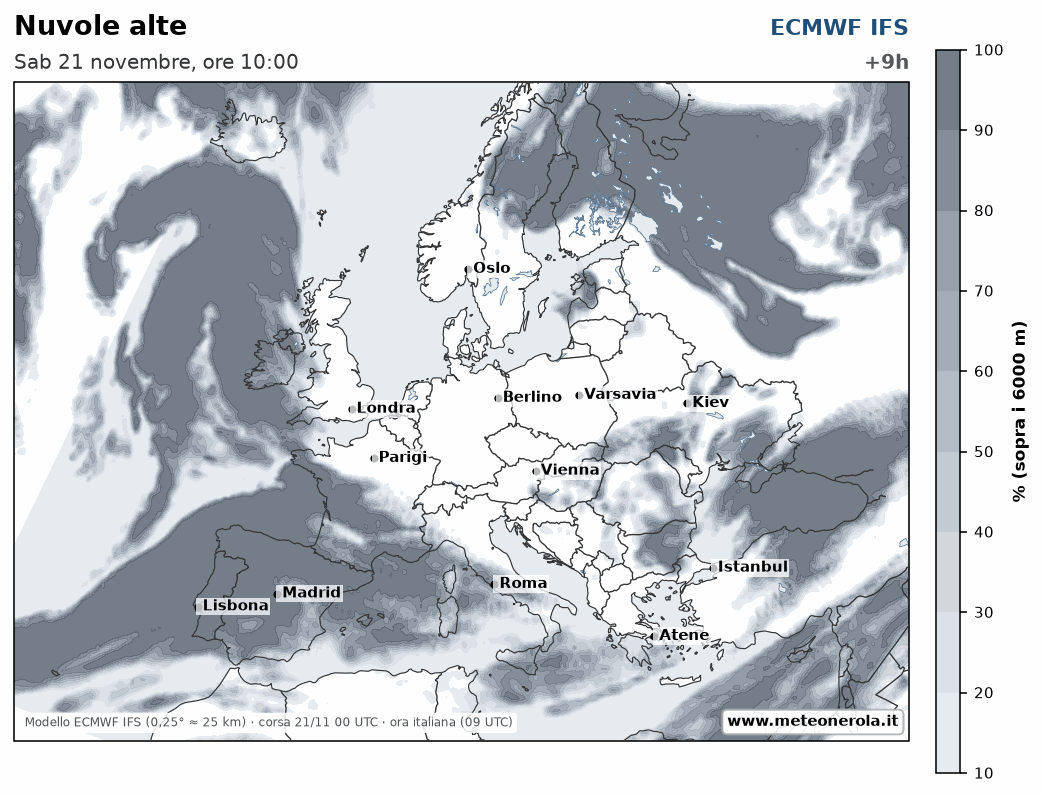 Nuvole alte
ECMWF IFS
Sab 21 novembre, ore 10:00
+9h
100
90
80
70
60
50
40
30
20
10
% (sopra i 6000 m)
Oslo
Londra
Berlino
Varsavia
Kiev
Parigi
Vienna
Istanbul
Roma
Madrid
Lisbona
Atene
Modello ECMWF IFS (0,25° ≈ 25 km) · corsa 21/11 00 UTC · ora italiana (09 UTC)
www.meteonerola.it